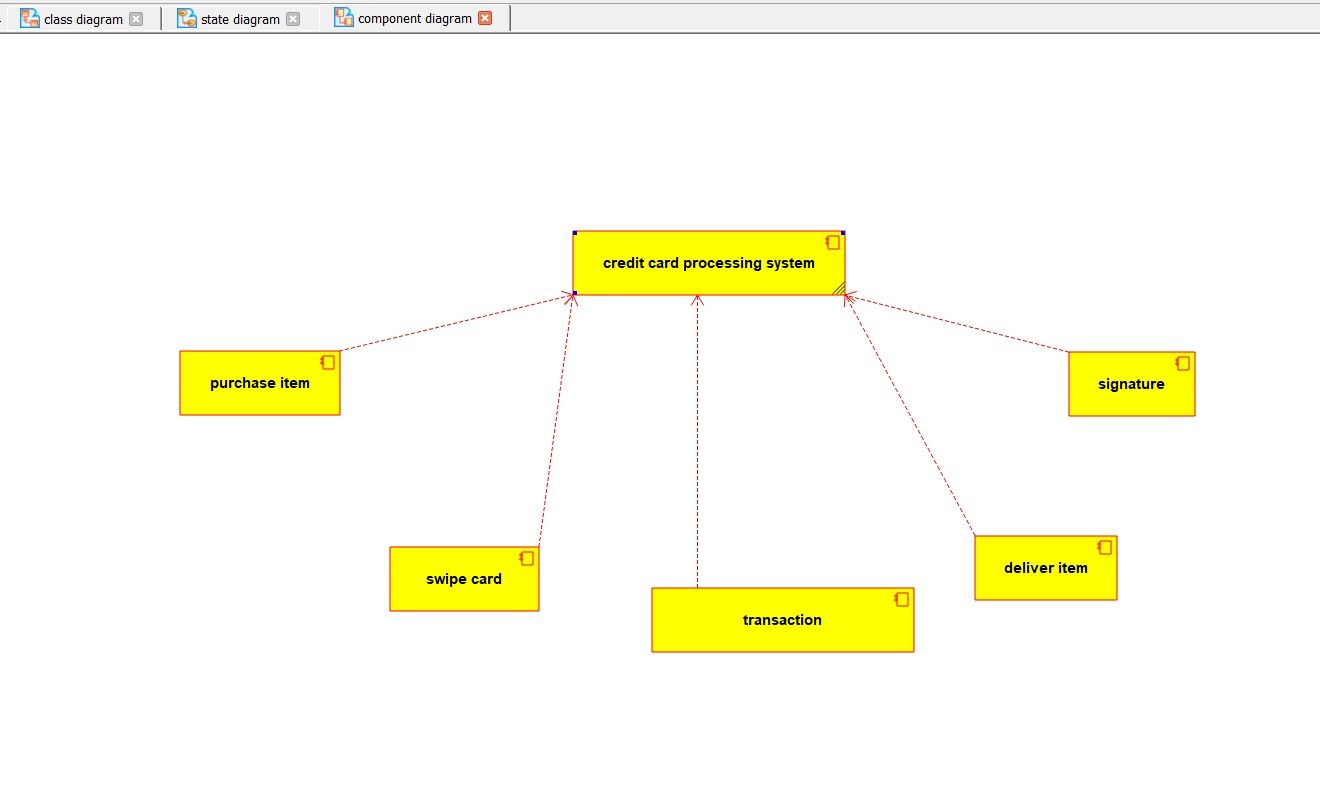 class diagram
state diagram
component diagram
credit card processing system
purchase item
signature
swipe card
deliver item
transaction